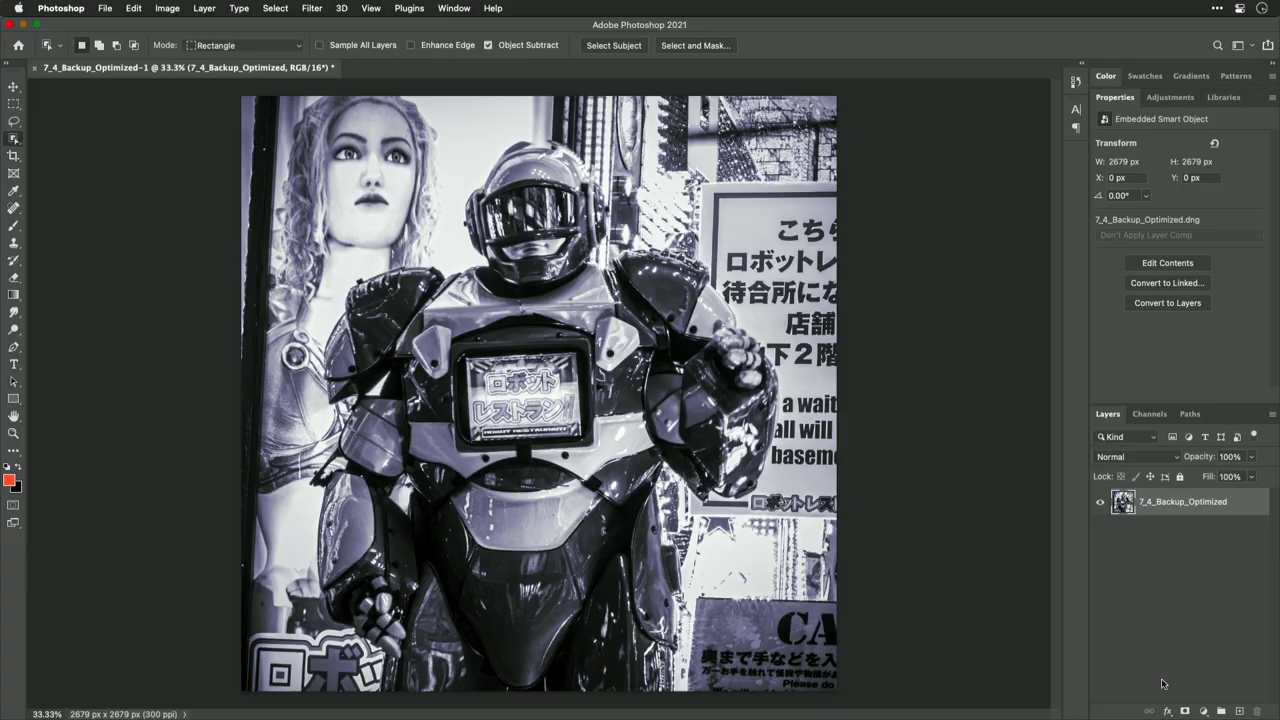 Photoshop File Edit Image Layer Type Select Filter 3D View Plugins Window Help
Adobe Photoshop 2021
Mode: Rectangle Sample All Layers Enhance Edge Object Subtract Select Subject Select and Mask...
7_4_Backup_Optimized-1 @ 33.3% (7_4_Backup_Optimized, RGB/16*) *
Color Swatches Gradients Patterns
Properties Adjustments Libraries
Embedded Smart Object
Transform
W: 2679 px H: 2679 px
X: 0 px Y: 0 px
0.00°
7_4_Backup_Optimized.dng
Don't Apply Layer Comp
Edit Contents
Convert to Linked...
Convert to Layers
Layers Channels Paths
Kind
Normal Opacity: 100%
Lock: Fill: 100%
7_4_Backup_Optimized
こちら
ロボットレ
待合所にな
店舗
下2階
a wait
all will
baseme
ロボットレス
ロボット
レストラン
ROBOT RESTAURANT
CA
奥まで手などを入
Please do
ロボッ
33.33% 2679 px x 2679 px (300 ppi)